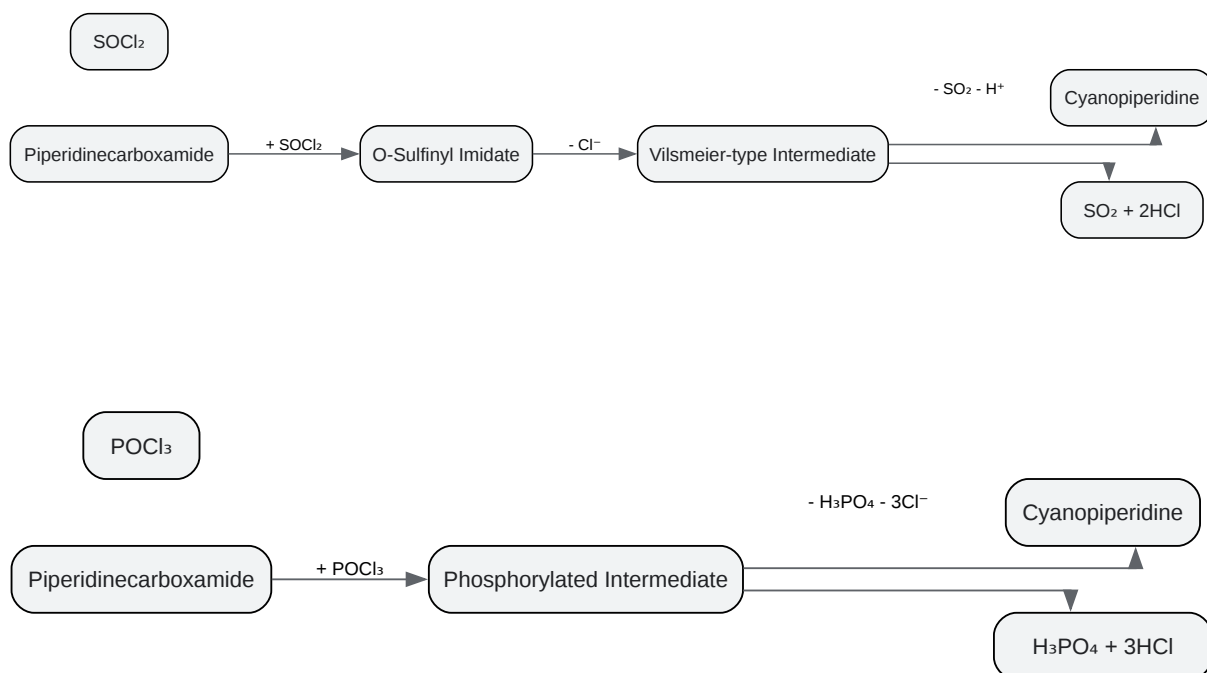 SOCl₂
- SO₂ - H⁺
Cyanopiperidine
Piperidinecarboxamide
+ SOCl₂
O-Sulfinyl Imidate
- Cl⁻
Vilsmeier-type Intermediate
SO₂ + 2HCl
POCl₃
- H₃PO₄ - 3Cl⁻
Cyanopiperidine
Piperidinecarboxamide
+ POCl₃
Phosphorylated Intermediate
H₃PO₄ + 3HCl